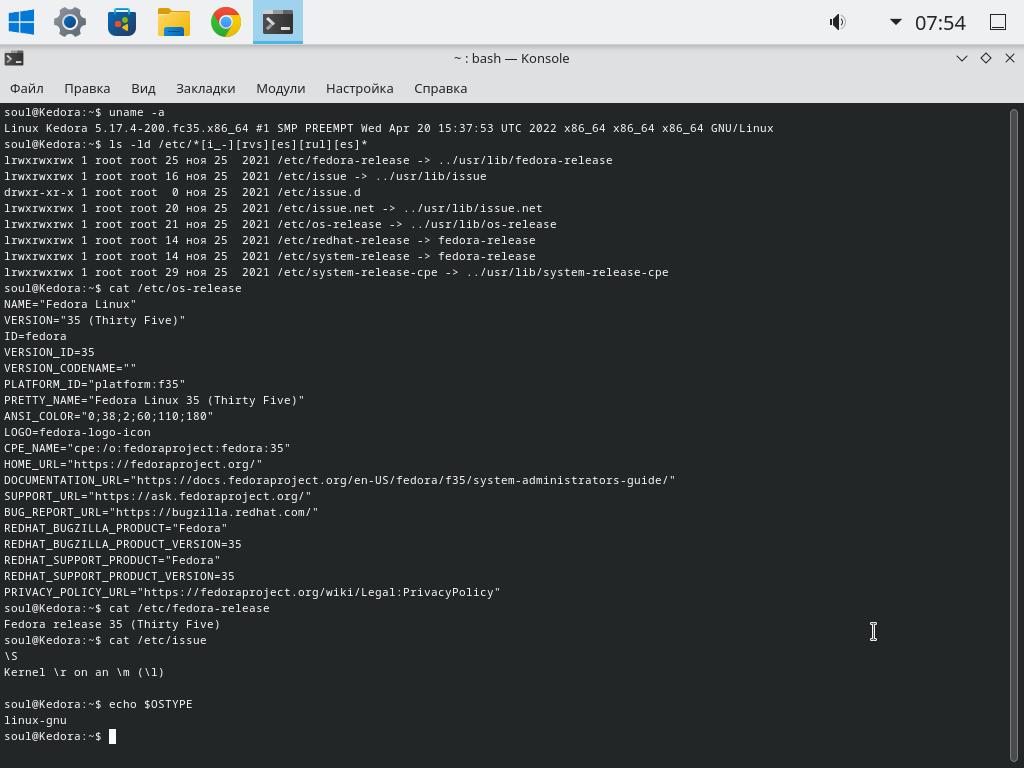 07:54
~ : bash — Konsole
Файл Правка Вид Закладки Модули Настройка Справка
soul@Kedora:~$ uname -a
Linux Kedora 5.17.4-200.fc35.x86_64 #1 SMP PREEMPT Wed Apr 20 15:37:53 UTC 2022 x86_64 x86_64 x86_64 GNU/Linux
soul@Kedora:~$ ls -ld /etc/*[i_-][rvs][es][rul][es]*
lrwxrwxrwx 1 root root 25 ноя 25  2021 /etc/fedora-release -> ../usr/lib/fedora-release
lrwxrwxrwx 1 root root 16 ноя 25  2021 /etc/issue -> ../usr/lib/issue
drwxr-xr-x 1 root root  0 ноя 25  2021 /etc/issue.d
lrwxrwxrwx 1 root root 20 ноя 25  2021 /etc/issue.net -> ../usr/lib/issue.net
lrwxrwxrwx 1 root root 21 ноя 25  2021 /etc/os-release -> ../usr/lib/os-release
lrwxrwxrwx 1 root root 14 ноя 25  2021 /etc/redhat-release -> fedora-release
lrwxrwxrwx 1 root root 14 ноя 25  2021 /etc/system-release -> fedora-release
lrwxrwxrwx 1 root root 29 ноя 25  2021 /etc/system-release-cpe -> ../usr/lib/system-release-cpe
soul@Kedora:~$ cat /etc/os-release
NAME="Fedora Linux"
VERSION="35 (Thirty Five)"
ID=fedora
VERSION_ID=35
VERSION_CODENAME=""
PLATFORM_ID="platform:f35"
PRETTY_NAME="Fedora Linux 35 (Thirty Five)"
ANSI_COLOR="0;38;2;60;110;180"
LOGO=fedora-logo-icon
CPE_NAME="cpe:/o:fedoraproject:fedora:35"
HOME_URL="https://fedoraproject.org/"
DOCUMENTATION_URL="https://docs.fedoraproject.org/en-US/fedora/f35/system-administrators-guide/"
SUPPORT_URL="https://ask.fedoraproject.org/"
BUG_REPORT_URL="https://bugzilla.redhat.com/"
REDHAT_BUGZILLA_PRODUCT="Fedora"
REDHAT_BUGZILLA_PRODUCT_VERSION=35
REDHAT_SUPPORT_PRODUCT="Fedora"
REDHAT_SUPPORT_PRODUCT_VERSION=35
PRIVACY_POLICY_URL="https://fedoraproject.org/wiki/Legal:PrivacyPolicy"
soul@Kedora:~$ cat /etc/fedora-release
Fedora release 35 (Thirty Five)
soul@Kedora:~$ cat /etc/issue
\S
Kernel \r on an \m (\l)
soul@Kedora:~$ echo $OSTYPE
linux-gnu
soul@Kedora:~$